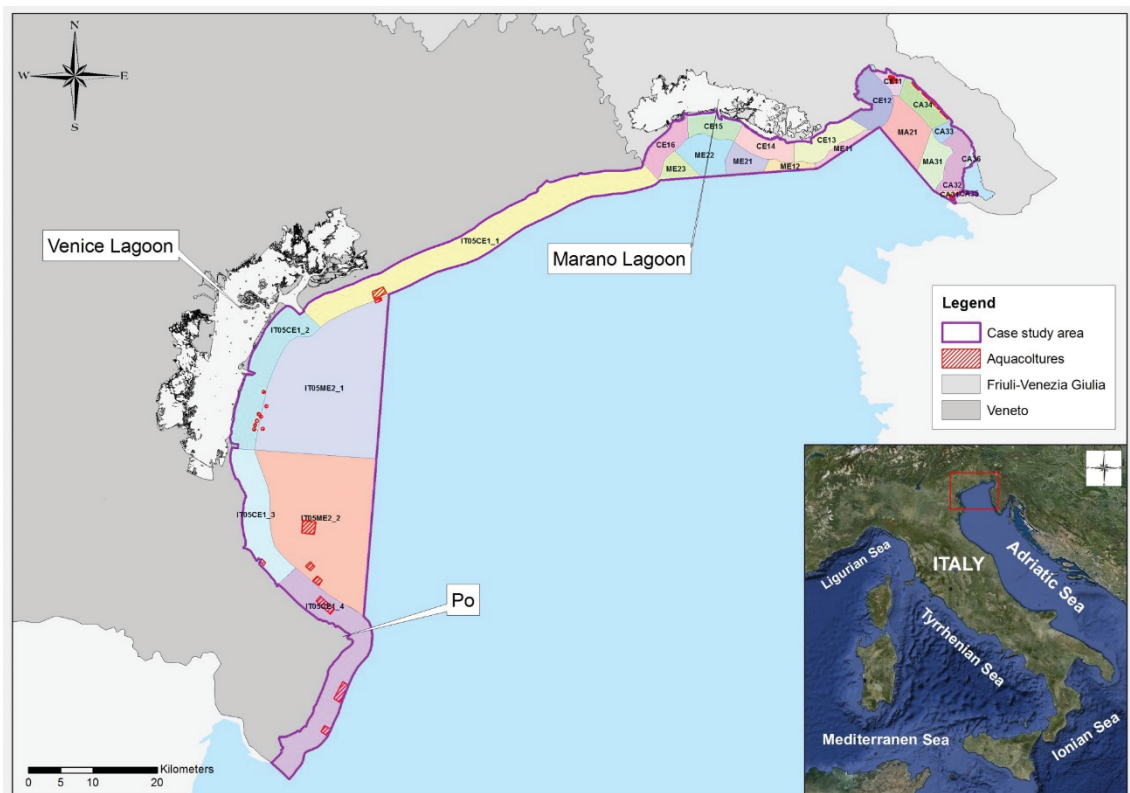 N
W E
S
CE11
CE12
CA34
CA33
MA21
CA36
MA31
CA32
CA35
CE15
CE13
CE16
CE14
ME11
ME22
ME21
ME12
ME23
IT05CE1_1
Venice Lagoon
Marano Lagoon
IT05CE1_2
IT05ME2_1
IT05CE1_3
IT05ME2_2
IT05CE1_4
Po
Legend
Case study area
Aquacoltures
Friuli-Venezia Giulia
Veneto
Kilometers
0 5 10 20
ITALY
Ligurian Sea
Adriatic Sea
Tyrrhenian Sea
Mediterranen Sea
Ionian Sea